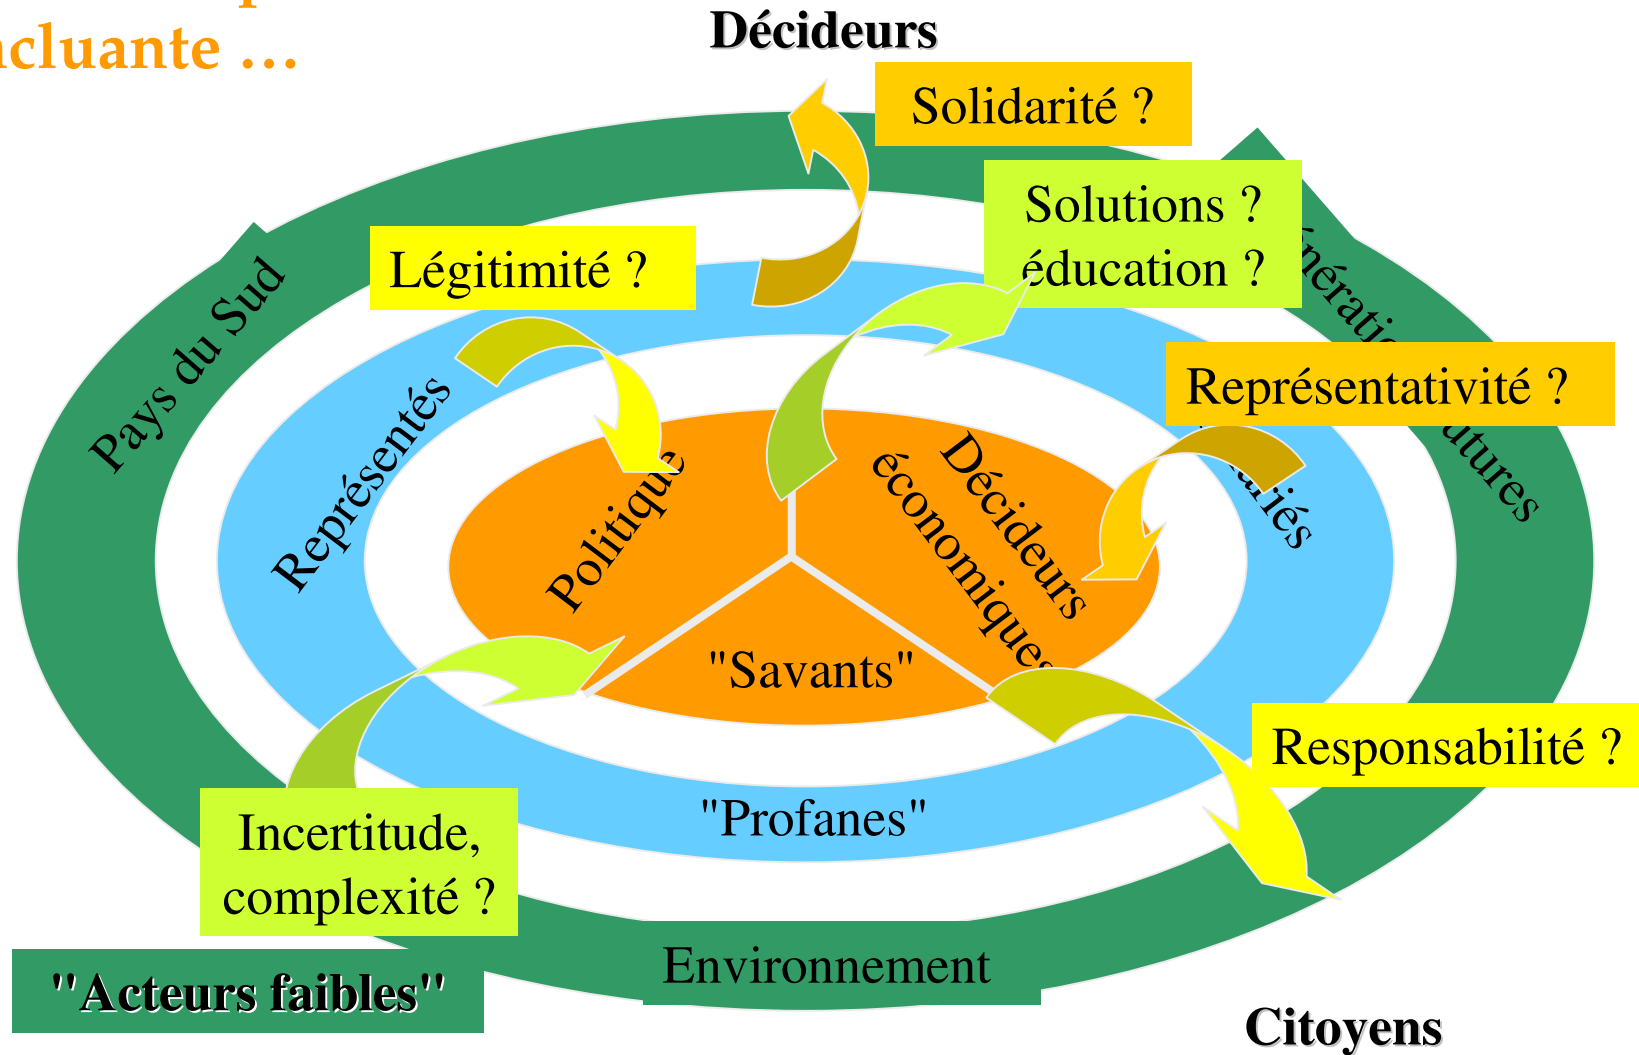 Décideurs
…
Solidarité ?
Solutions ?
éducation ?
Légitimité ?
Pays du Sud
Représentés
Représentativité ?
Politique
Décideurs
économiques
"Savants"
"Profanes"
Responsabilité ?
Incertitude,
complexité ?
Environnement
"Acteurs faibles"
Citoyens